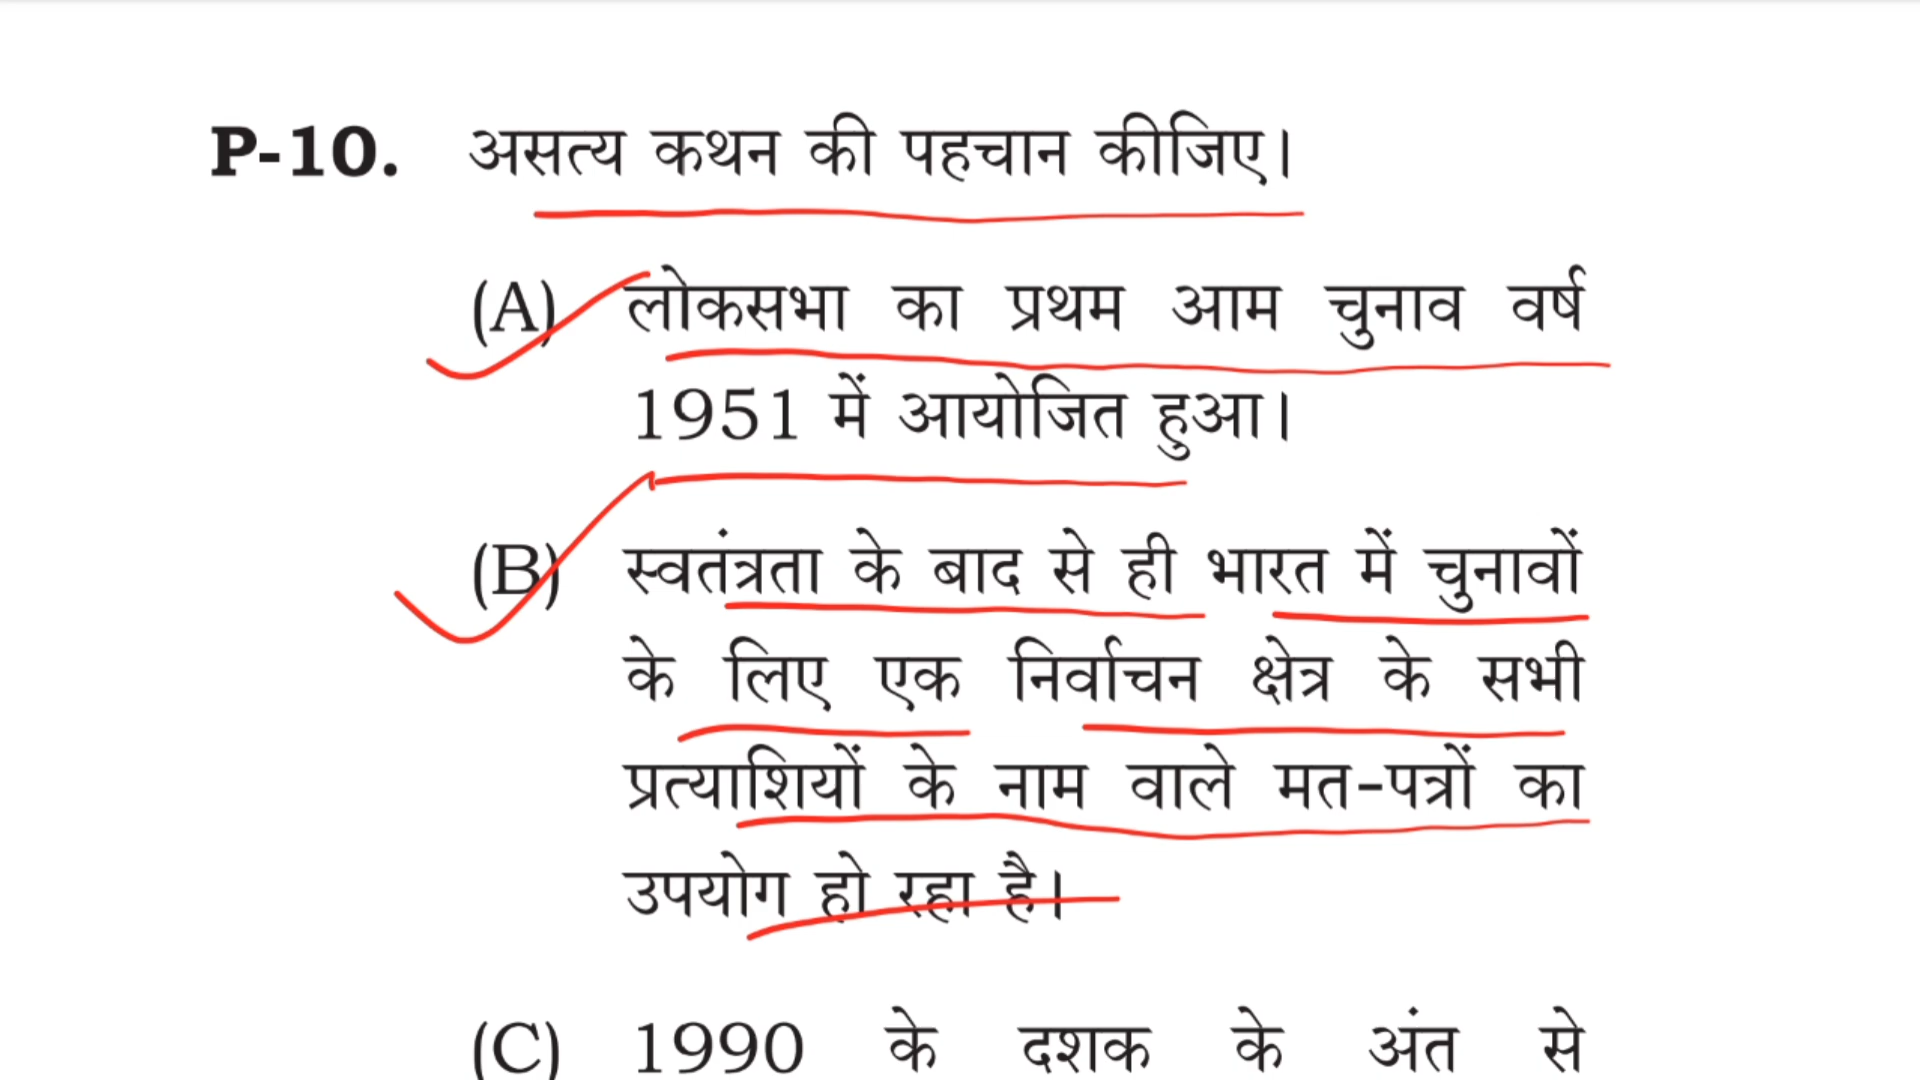 P-10. असत्य कथन की पहचान कीजिए।
(A) लोकसभा का प्रथम आम चुनाव वर्ष
1951 में आयोजित हुआ।
(B) स्वतंत्रता के बाद से ही भारत में चुनावों
के लिए एक निर्वाचन क्षेत्र के सभी
प्रत्याशियों के नाम वाले मत-पत्रों का
उपयोग हो रहा है।
(C) 1990 के दशक के अंत से